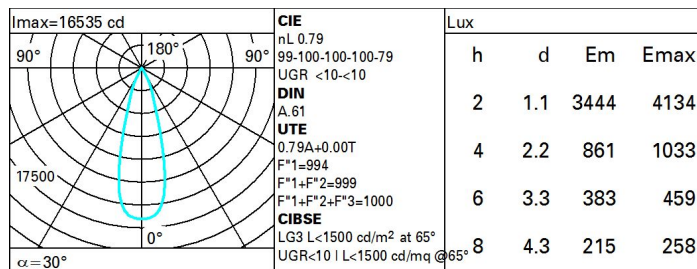 Imax=16535 cd
90°
180°
90°
17500
0°
α=30°
CIE
nL 0.79
99-100-100-100-79
UGR <10-<10
DIN
A.61
UTE
0.79A+0.00T
F"1=994
F"1+F"2=999
F"1+F"2+F"3=1000
CIBSE
LG3 L<1500 cd/m² at 65°
UGR<10 | L<1500 cd/mq @65°
Lux
h d Em Emax
2 1.1 3444 4134
4 2.2 861 1033
6 3.3 383 459
8 4.3 215 258